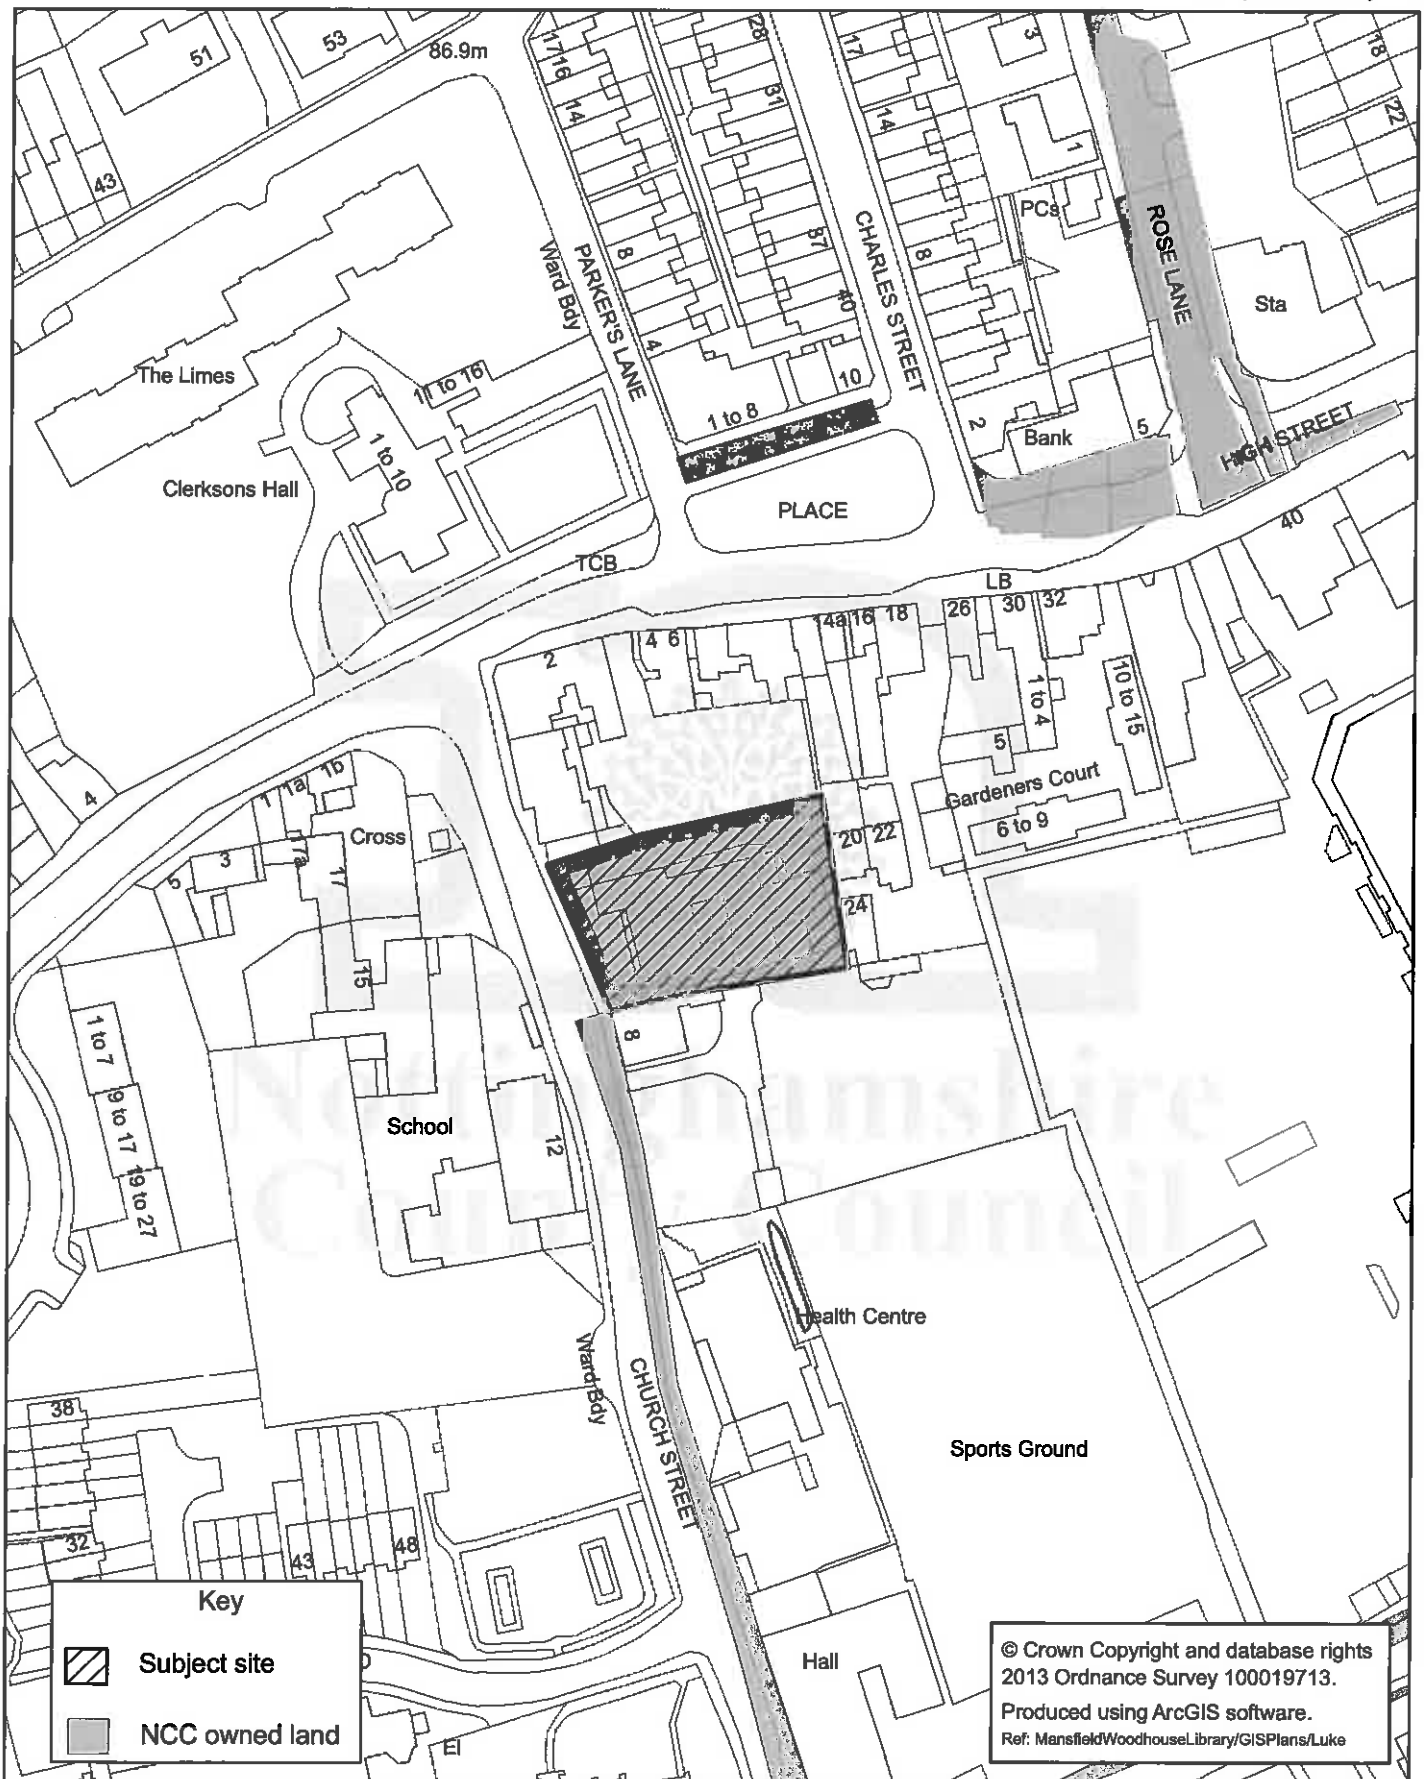 51
53
86.9m
43
17
16
14
28
31
17
14
3
1
18
22
8
Ward Bdy
PARKER'S LANE
4
37
40
CHARLES STREET
8
PCs
ROSE LANE
Sta
The Limes
11 to 16
1 to 10
Clerksons Hall
1 to 8
10
2
Bank
5
HIGH STREET
PLACE
TCB
LB
40
2
4
6
14a
16
18
26
30
32
1 to 4
10 to 15
5
Gardeners Court
6 to 9
20
22
24
4
1
1a
1b
Cross
3
5
17a
17
15
1 to 7
9 to 17
19 to 27
School
12
8
Nottinghamshire
County Council
Health Centre
Ward Bdy
CHURCH STREET
Sports Ground
38
32
43
48
Hall
El
Key
Subject site
NCC owned land
© Crown Copyright and database rights
2013 Ordnance Survey 100019713.
Produced using ArcGIS software.
Ref: MansfieldWoodhouseLibrary/GISPlans/Luke